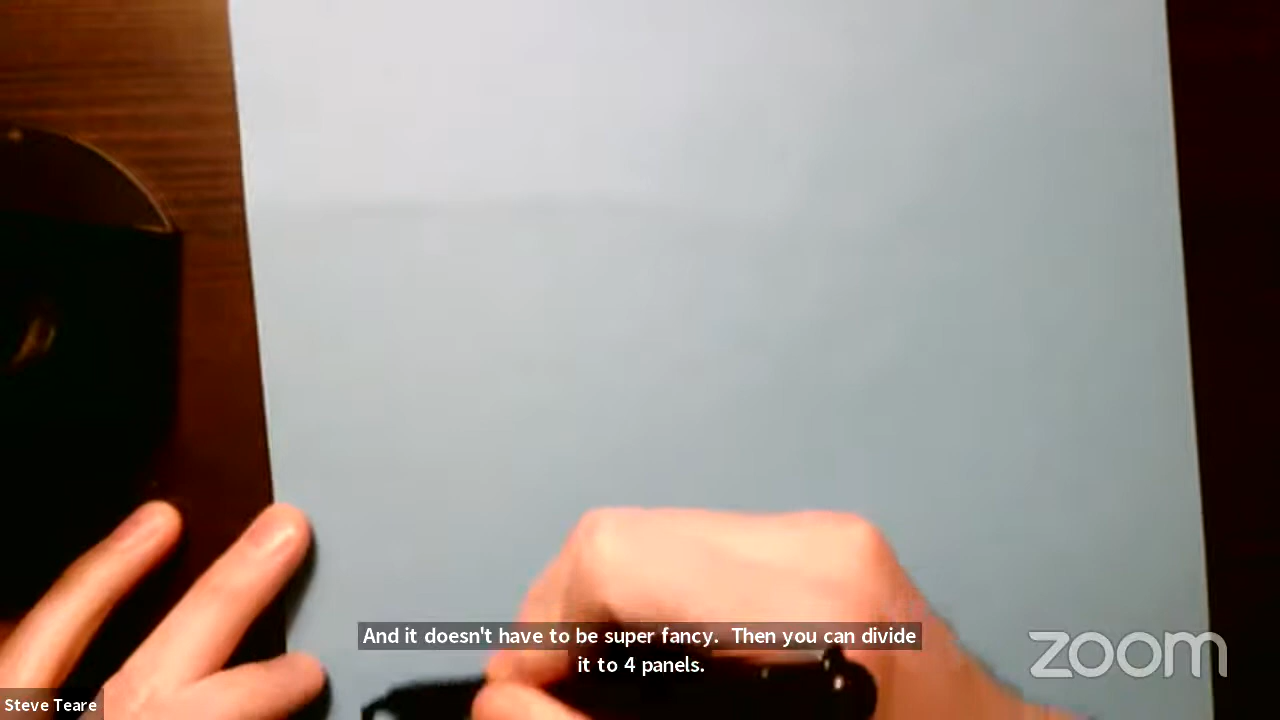 And it doesn't have to be super fancy.  Then you can divide
it to 4 panels.
zoom
Steve Teare